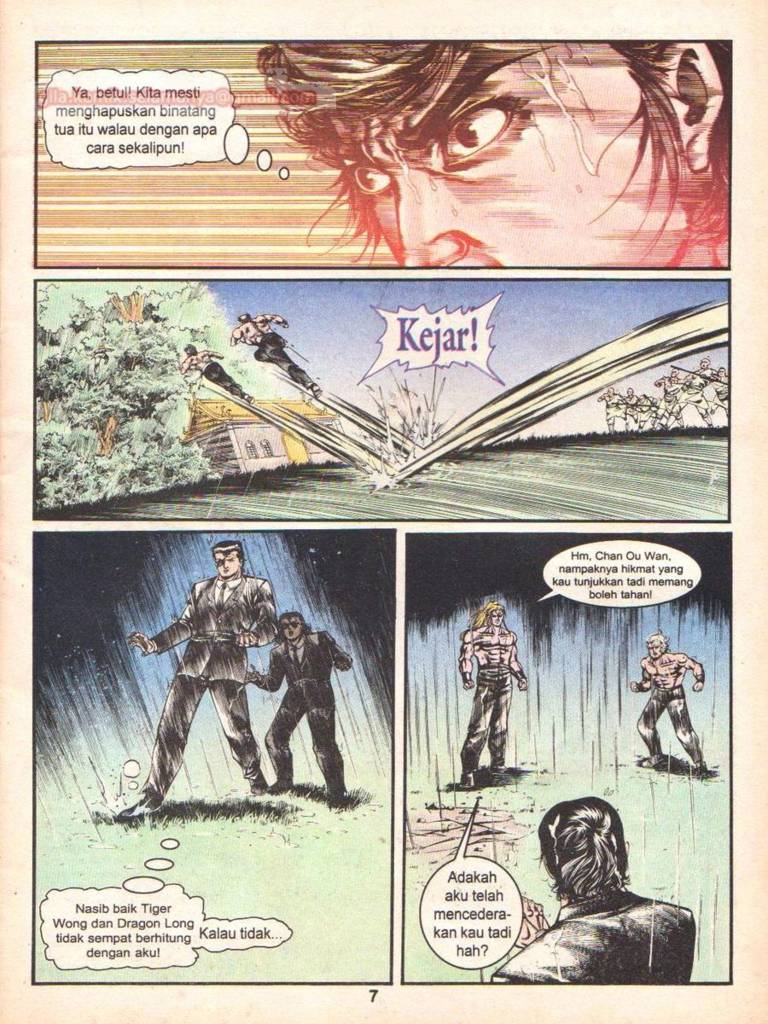 Ya, betul! Kita mesti
menghapuskan binatang
tua itu walau dengan apa
cara sekalipun!
Kejar!
Nasib baik Tiger
Wong dan Dragon Long
tidak sempat berhitung
dengan aku!
Kalau tidak...
Hm, Chan Ou Wan,
nampaknya hikmat yang
kau tunjukkan tadi memang
boleh tahan!
Adakah
aku telah
mencedera-
kan kau tadi
hah?
7